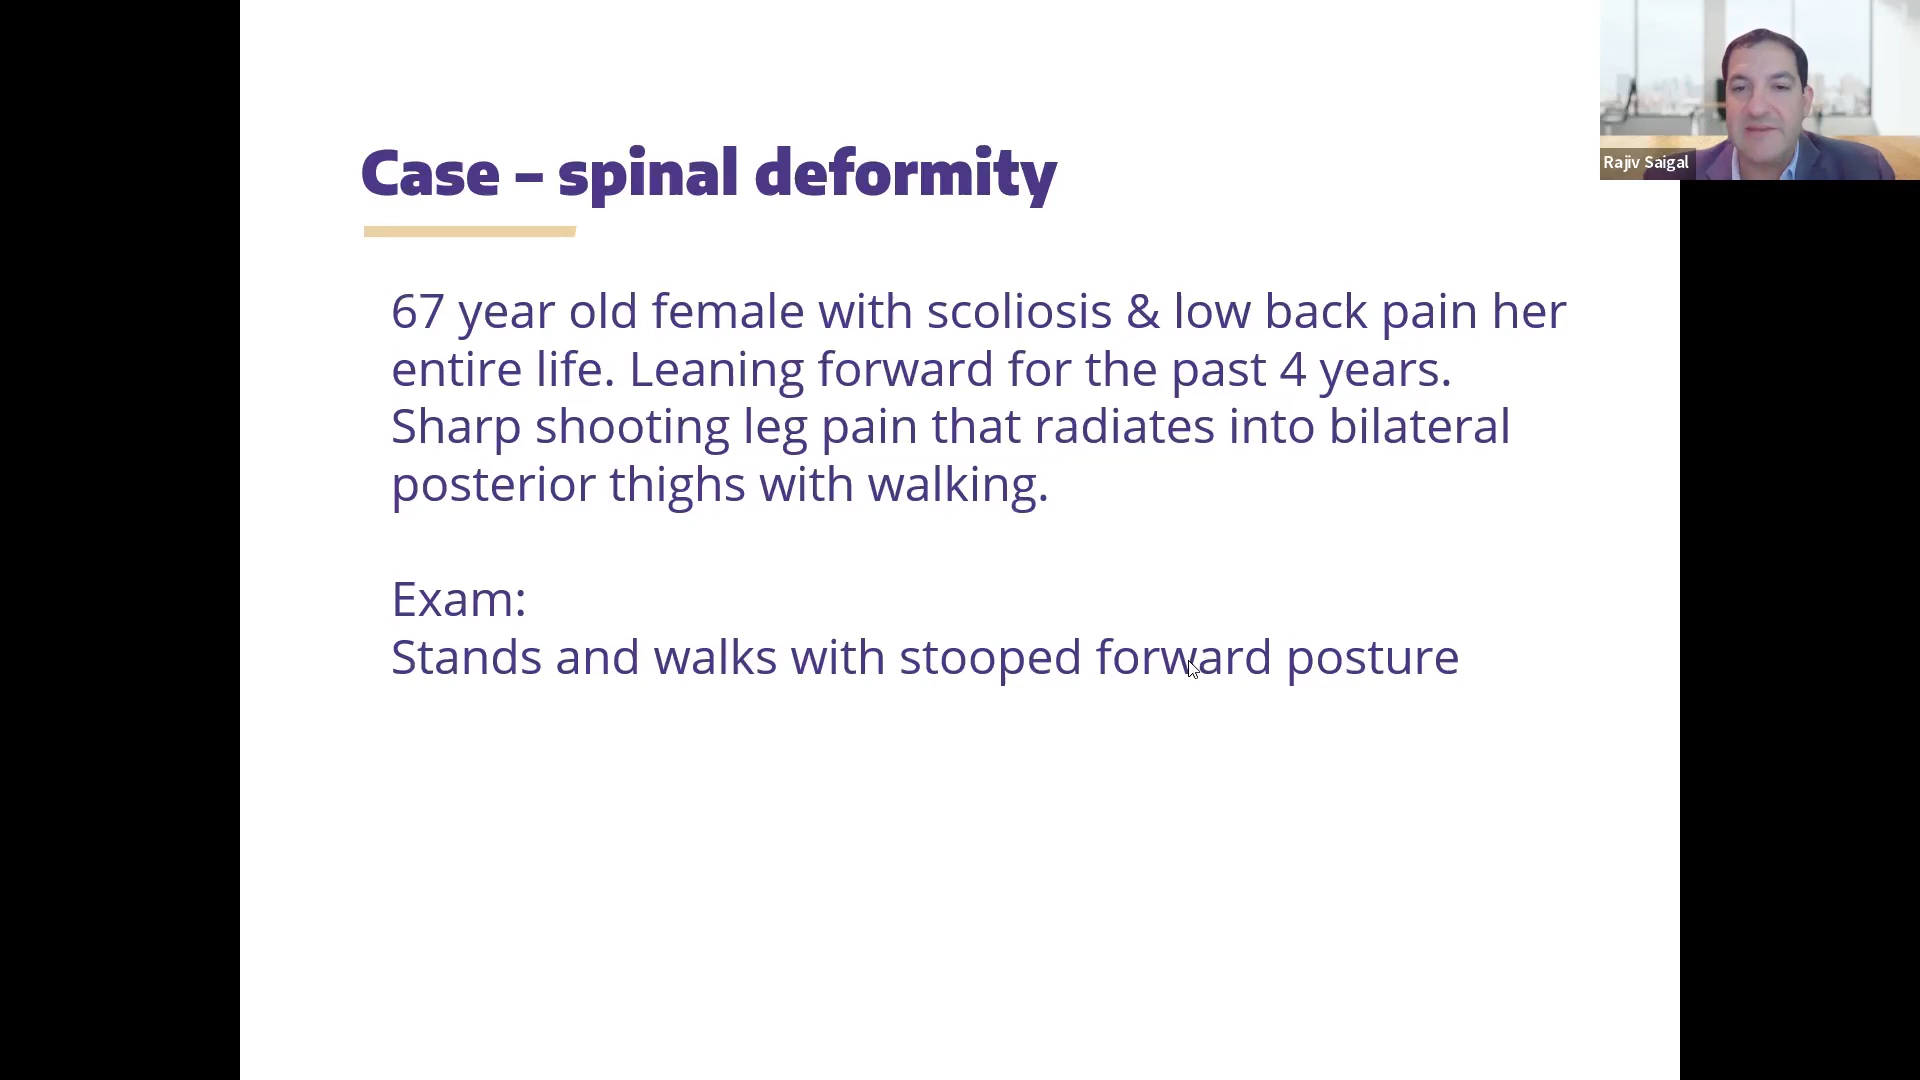 Case – spinal deformity
67 year old female with scoliosis & low back pain her
entire life. Leaning forward for the past 4 years.
Sharp shooting leg pain that radiates into bilateral
posterior thighs with walking.
Exam:
Stands and walks with stooped forward posture
Rajiv Saigal